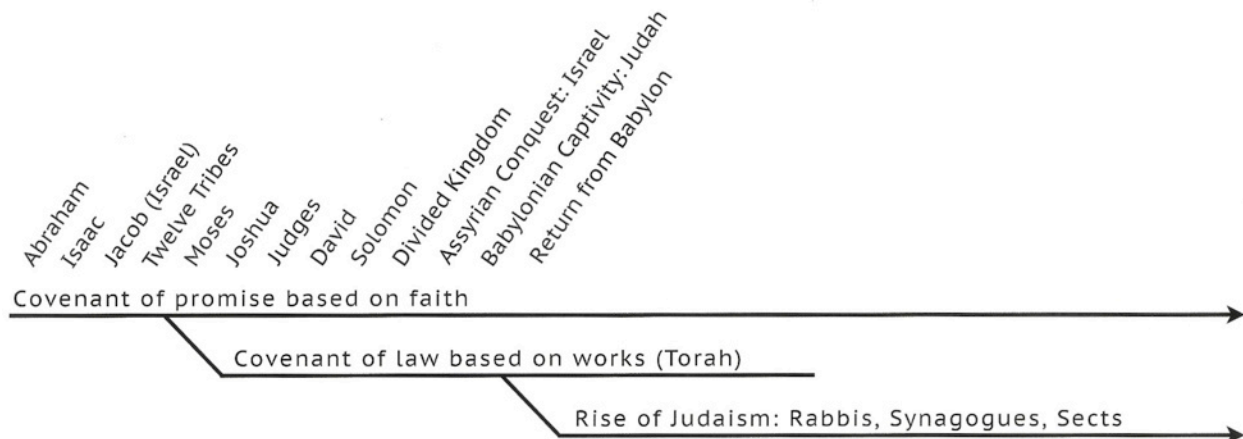 Abraham
Isaac
Jacob (Israel)
Twelve Tribes
Moses
Joshua
Judges
David
Solomon
Divided Kingdom
Assyrian Conquest: Israel
Babylonian Captivity: Judah
Return from Babylon
Covenant of promise based on faith
Covenant of law based on works (Torah)
Rise of Judaism: Rabbis, Synagogues, Sects